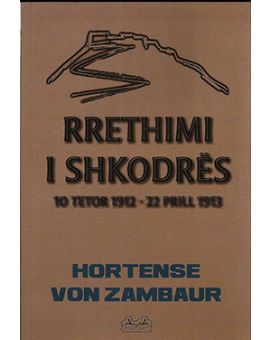 RRETHIMI
I SHKODRËS
10 TETOR 1912 - 22 PRILL 1913
HORTENSE
VON ZAMBAUR